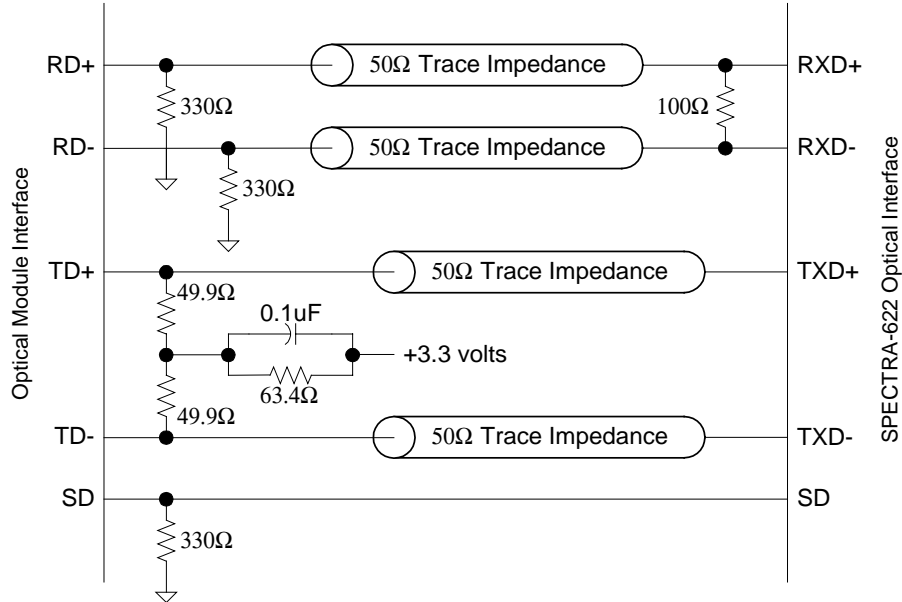 RD+
50Ω Trace Impedance
RXD+
330Ω
100Ω
RD-
50Ω Trace Impedance
RXD-
330Ω
Optical Module Interface
SPECTRA-622 Optical Interface
TD+
50Ω Trace Impedance
TXD+
49.9Ω
0.1uF
+3.3 volts
63.4Ω
49.9Ω
TD-
50Ω Trace Impedance
TXD-
SD
SD
330Ω